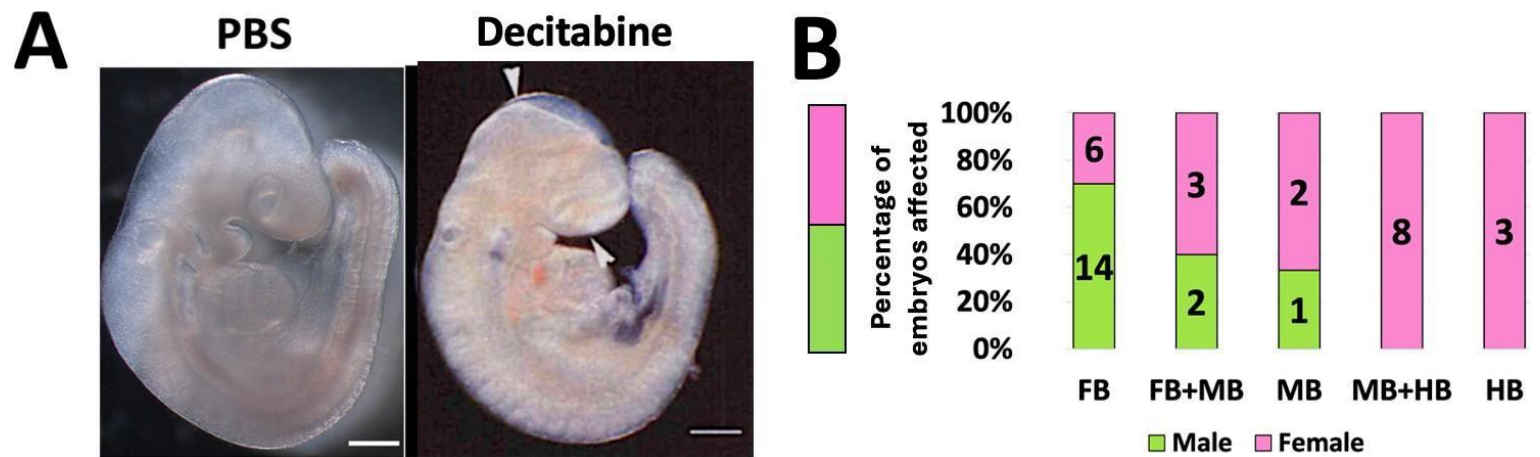 A
PBS
Decitabine
B
Percentage of
embryos affected
100%
80%
60%
40%
20%
0%
6
14
3
2
2
1
8
3
FB
FB+MB
MB
MB+HB
HB
Male
Female